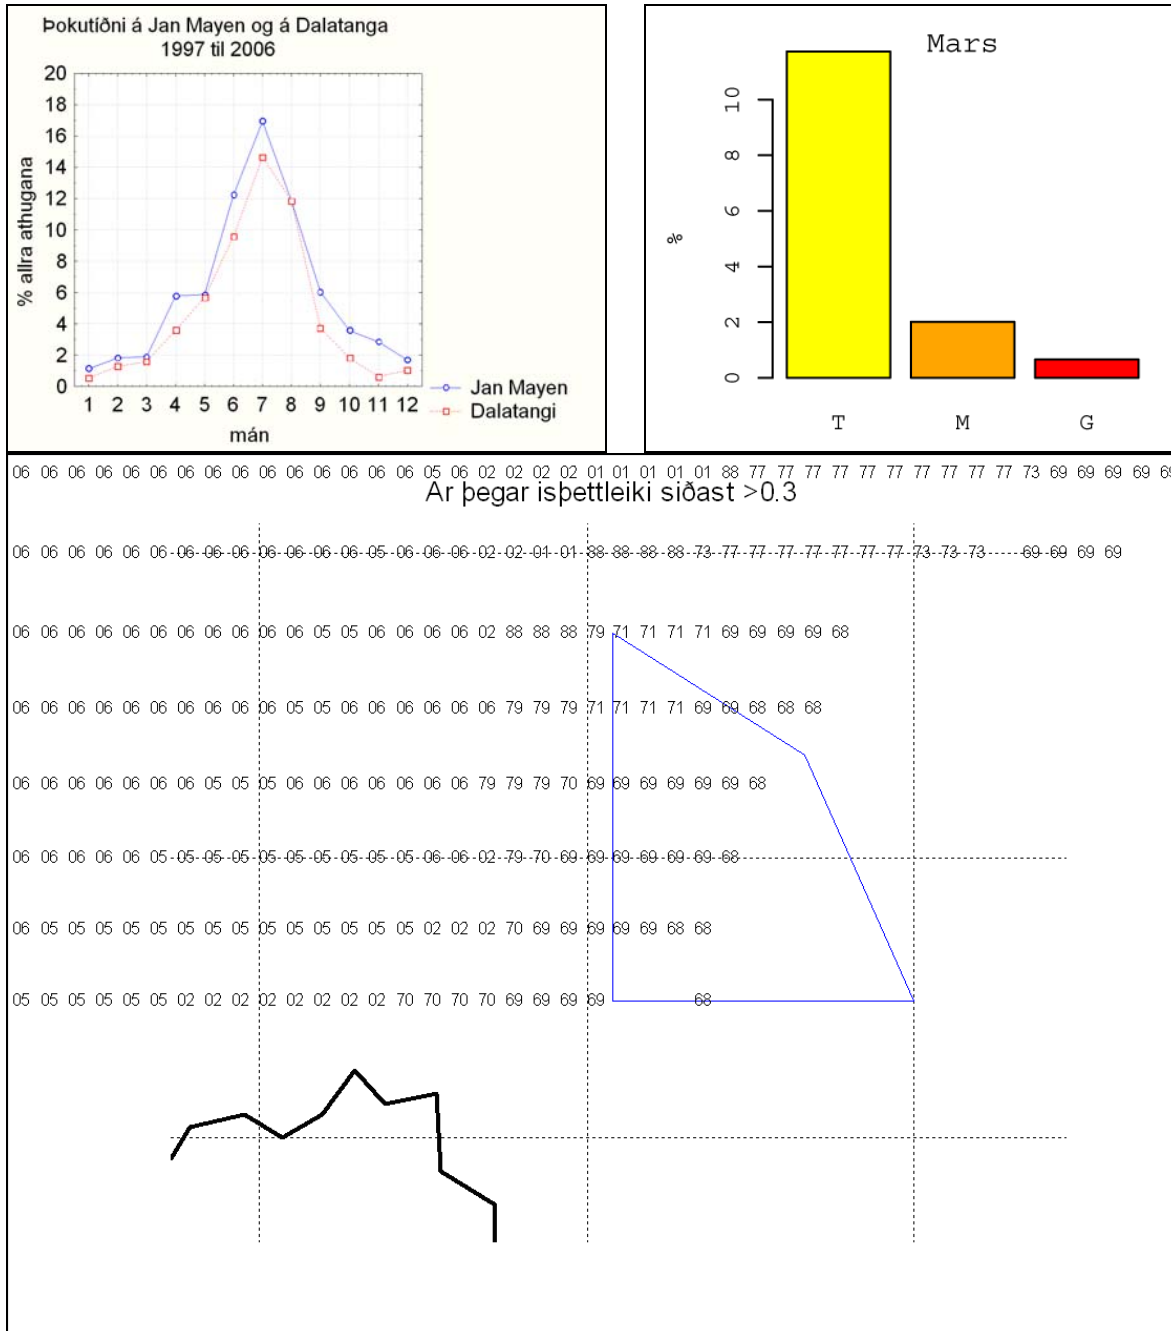 Þokutíðni á Jan Mayen og á Dalatanga
1997 til 2006
20
18
16
14
12
10
8
6
4
2
0
% allra athugana
1 2 3 4 5 6 7 8 9 10 11 12
mán
Jan Mayen
Dalatangi
Mars
10
8
6
4
2
0
%
T M G
06 06 06 06 06 06 06 06 06 06 06 06 06 06 06 05 06 02 02 02 02 01 01 01 01 01 88 77 77 77 77 77 77 77 77 77 77 73 69 69 69 69 69
Ar þegar isþettleiki siðast >0.3
06 06 06 06 06 06 06 06 06 06 06 06 06 05 06 06 06 02 02 01 01 88 88 88 88 73 77 77 77 77 77 77 77 73 73 73 69 69 69 69
06 06 06 06 06 06 06 06 06 06 06 05 05 06 06 06 06 02 88 88 88 79 71 71 71 71 69 69 69 69 68
06 06 06 06 06 06 06 06 06 06 05 05 06 06 06 06 06 06 79 79 79 71 71 71 71 69 69 68 68 68
06 06 06 06 06 06 06 05 05 05 06 06 06 06 06 06 06 79 79 79 70 69 69 69 69 69 69 68
06 06 06 06 06 05 05 05 05 05 05 05 05 05 05 06 06 02 79 70 69 69 69 69 69 69 68
06 05 05 05 05 05 05 05 05 05 05 05 05 05 05 02 02 02 70 69 69 69 69 69 68 68
05 05 05 05 05 05 02 02 02 02 02 02 02 02 70 70 70 70 69 69 69 69 68